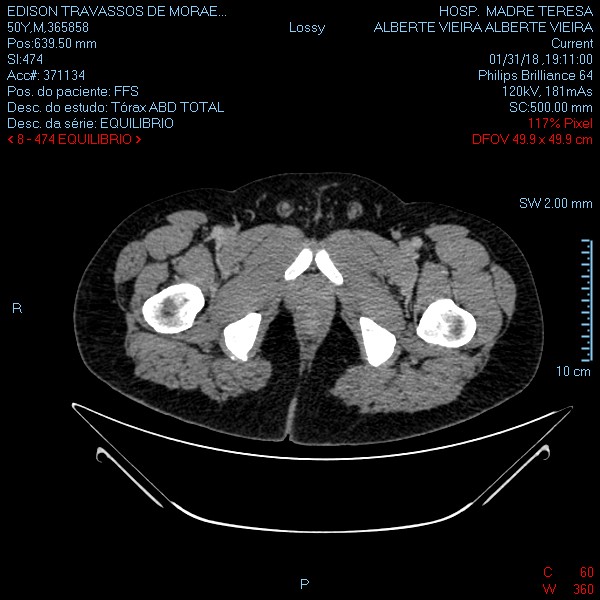 EDISON TRAVASSOS DE MORAE...
50Y,M,365858
Pos:639.50 mm
SI:474
Acc#: 371134
Pos. do paciente: FFS
Desc. do estudo: Tórax ABD TOTAL
Desc. da série: EQUILIBRIO
< 8 - 474 EQUILIBRIO >
Lossy
HOSP. MADRE TERESA
ALBERTE VIEIRA ALBERTE VIEIRA
Current
01/31/18 ,19:11:00
Philips Brilliance 64
120kV, 181mAs
SC:500.00 mm
117% Pixel
DFOV 49.9 x 49.9 cm
SW 2.00 mm
R
10 cm
P
C 60
W 360